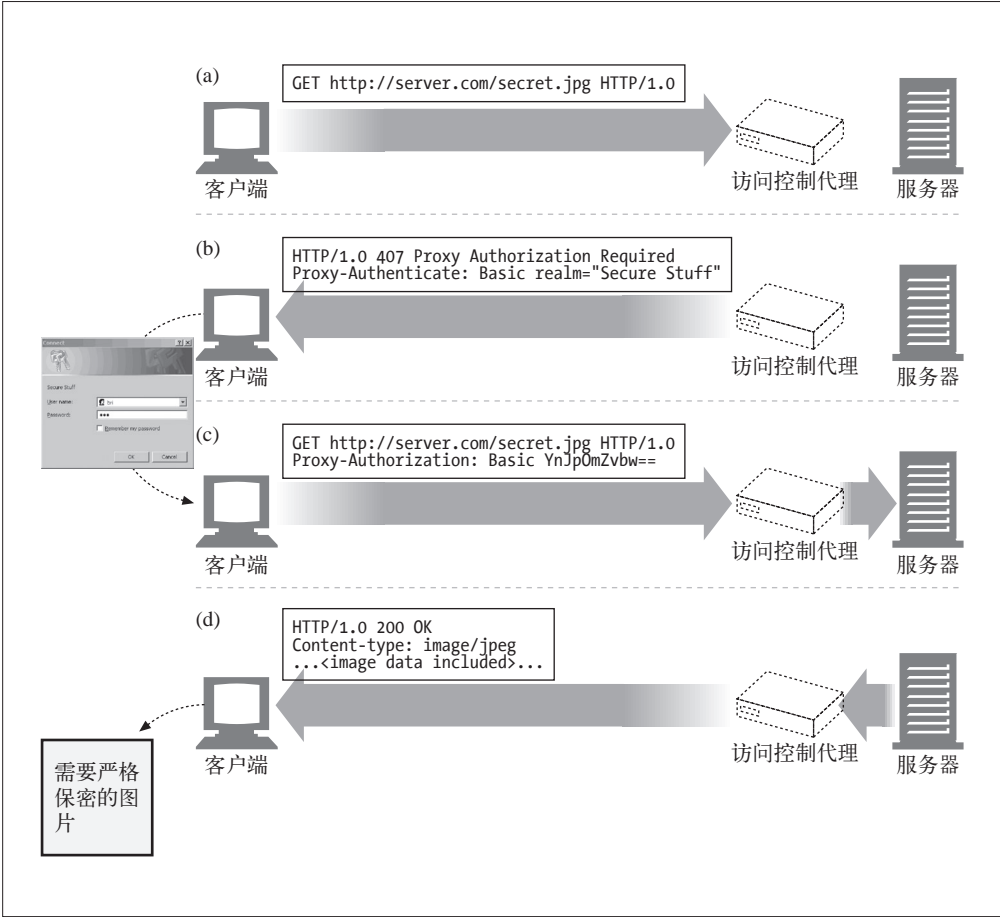 (a)
GET http://server.com/secret.jpg HTTP/1.0
客户端
访问控制代理
服务器
(b)
HTTP/1.0 407 Proxy Authorization Required
Proxy-Authenticate: Basic realm="Secure Stuff"
客户端
访问控制代理
服务器
Connect
Secure Stuff
User name:
bri
Password:
•••
Remember my password
OK
Cancel
(c)
GET http://server.com/secret.jpg HTTP/1.0
Proxy-Authorization: Basic YnJpOmZvbw==
客户端
访问控制代理
服务器
(d)
HTTP/1.0 200 OK
Content-type: image/jpeg
...<image data included>...
客户端
访问控制代理
服务器
需要严格
保密的图
片